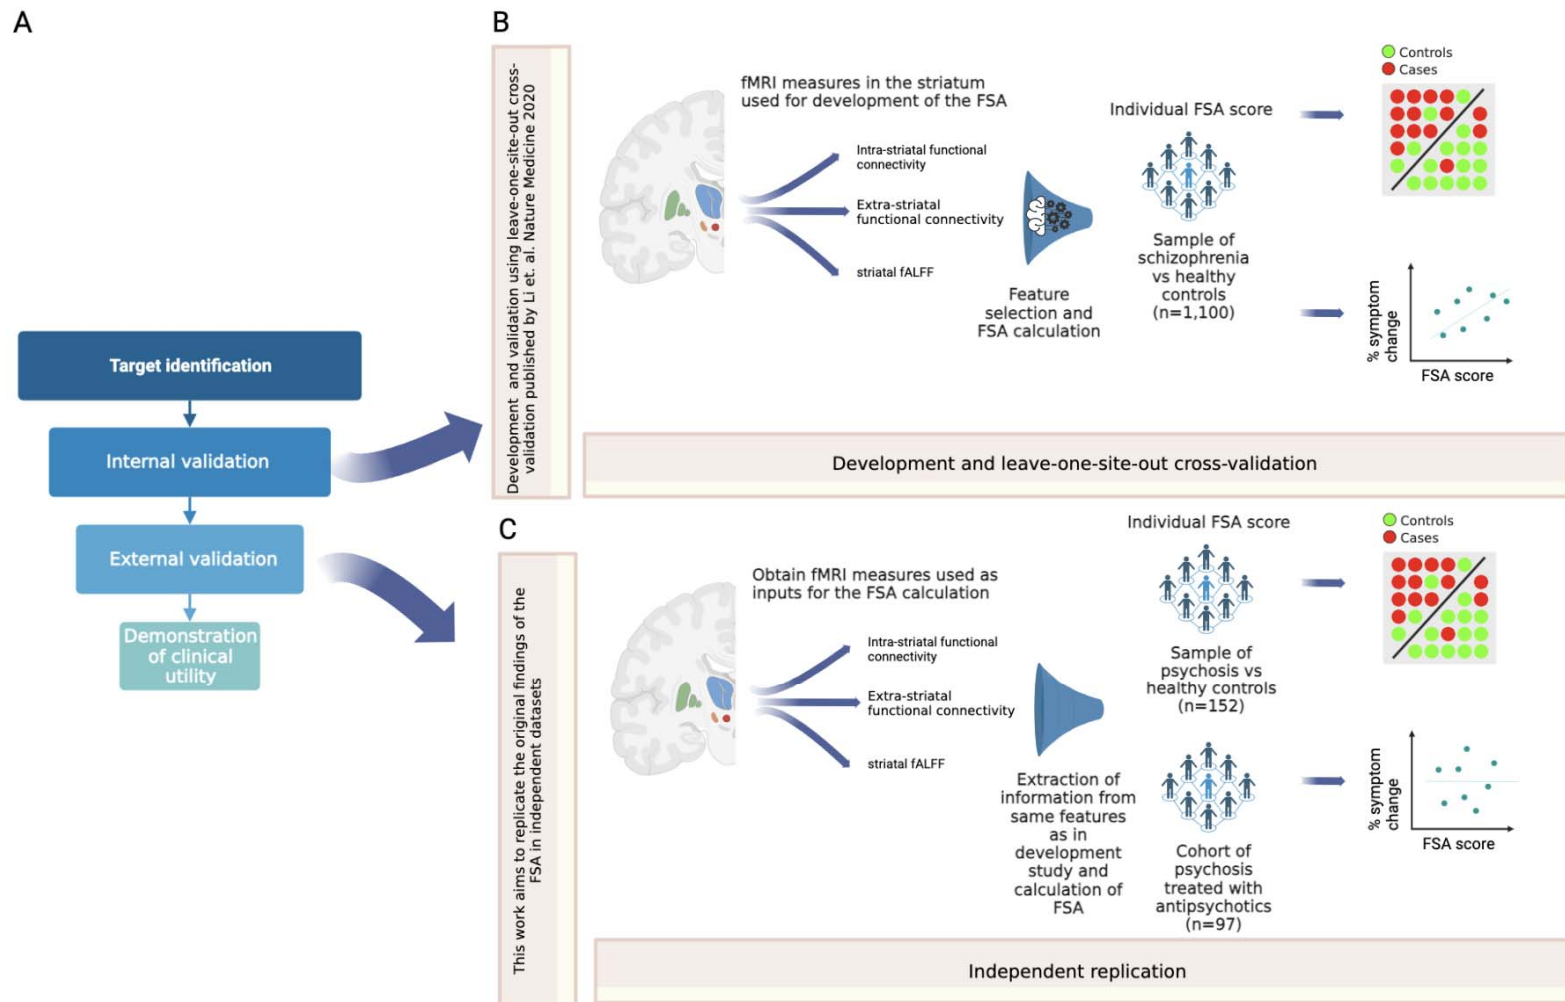 A
Target identification
Internal validation
External validation
Demonstration
of clinical
utility
B
Development  and validation using leave-one-site-out cross-
validation published by Li et. al. Nature Medicine 2020
fMRI measures in the striatum
used for development of the FSA
Intra-striatal functional
connectivity
Extra-striatal
functional connectivity
striatal fALFF
Feature
selection and
FSA calculation
Individual FSA score
Sample of
schizophrenia
vs healthy
controls
(n=1,100)
Controls
Cases
% symptom
change
FSA score
Development and leave-one-site-out cross-validation
C
This work aims to replicate the original findings of the
FSA in independent datasets
Obtain fMRI measures used as
inputs for the FSA calculation
Intra-striatal functional
connectivity
Extra-striatal
functional connectivity
striatal fALFF
Extraction of
information from
same features
as in
development
study and
calculation of
FSA
Individual FSA score
Sample of
psychosis vs
healthy controls
(n=152)
Cohort of
psychosis
treated with
antipsychotics
(n=97)
Controls
Cases
% symptom
change
FSA score
Independent replication